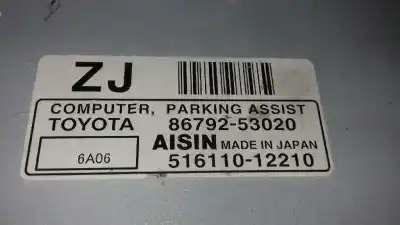 ZJ
COMPUTER, PARKING ASSIST
TOYOTA 86792-53020
6A06 AISIN MADE IN JAPAN
516110-12210